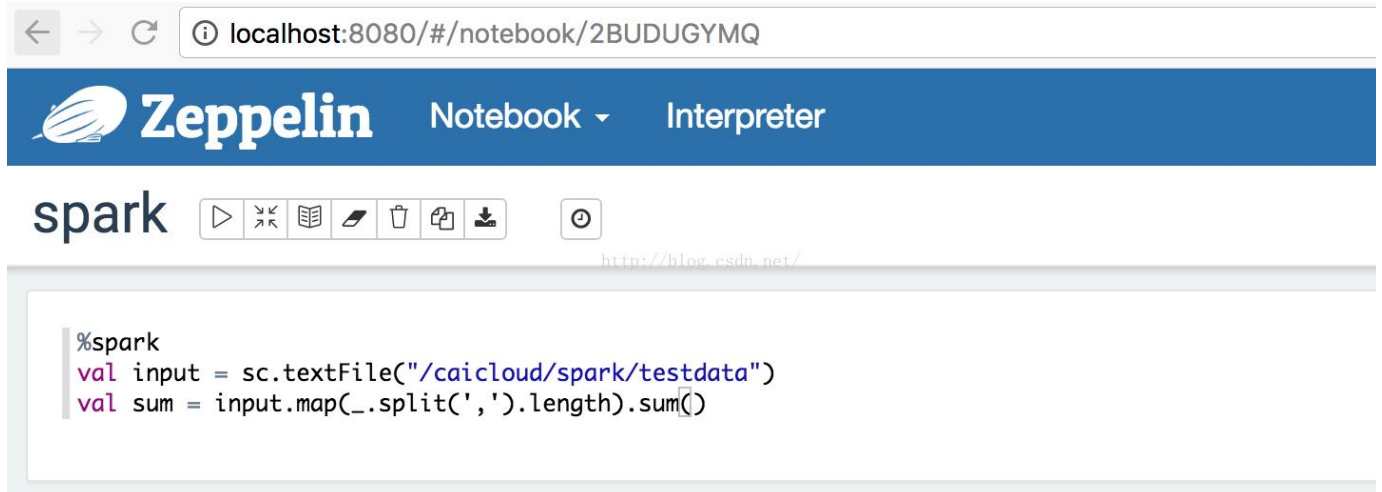 localhost:8080/#/notebook/2BUDUGYMQ
Zeppelin Notebook Interpreter
spark
http://blog.csdn.net/
%spark
val input = sc.textFile("/caicloud/spark/testdata")
val sum = input.map(_.split(',').length).sum()